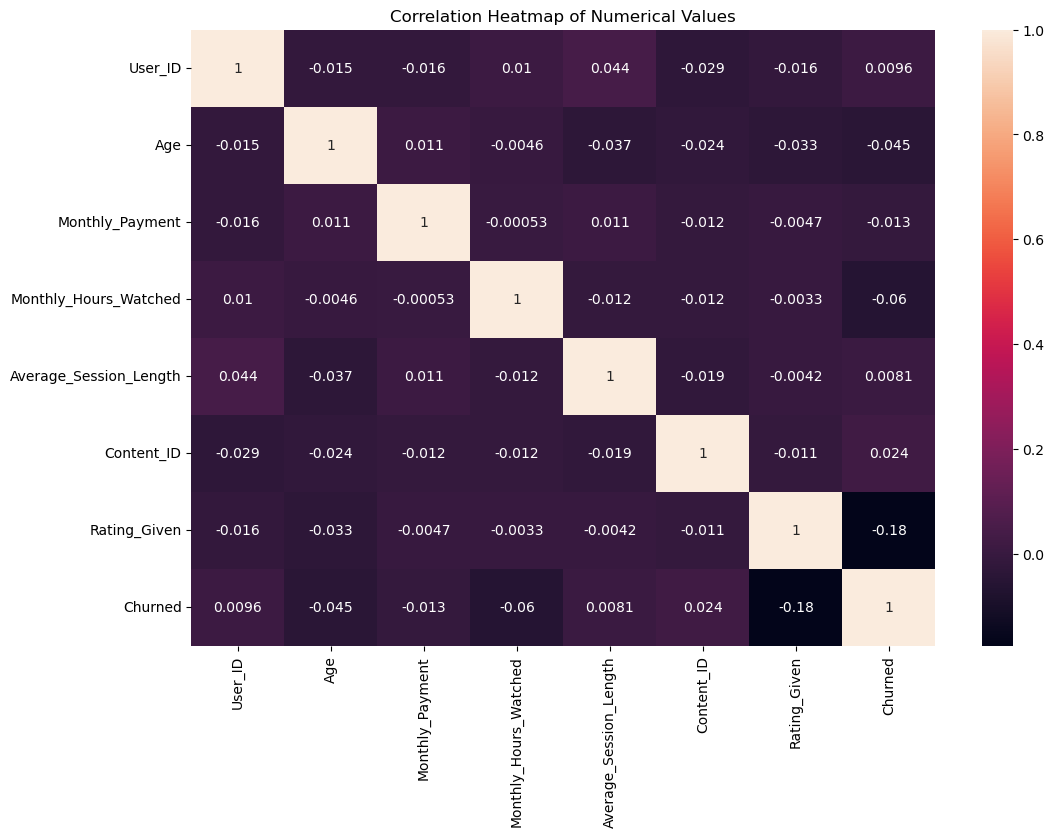 Correlation Heatmap of Numerical Values
User_ID 1 -0.015 -0.016 0.01 0.044 -0.029 -0.016 0.0096
Age -0.015 1 0.011 -0.0046 -0.037 -0.024 -0.033 -0.045
Monthly_Payment -0.016 0.011 1 -0.00053 0.011 -0.012 -0.0047 -0.013
Monthly_Hours_Watched 0.01 -0.0046 -0.00053 1 -0.012 -0.012 -0.0033 -0.06
Average_Session_Length 0.044 -0.037 0.011 -0.012 1 -0.019 -0.0042 0.0081
Content_ID -0.029 -0.024 -0.012 -0.012 -0.019 1 -0.011 0.024
Rating_Given -0.016 -0.033 -0.0047 -0.0033 -0.0042 -0.011 1 -0.18
Churned 0.0096 -0.045 -0.013 -0.06 0.0081 0.024 -0.18 1
User_ID
Age
Monthly_Payment
Monthly_Hours_Watched
Average_Session_Length
Content_ID
Rating_Given
Churned
1.0
0.8
0.6
0.4
0.2
0.0